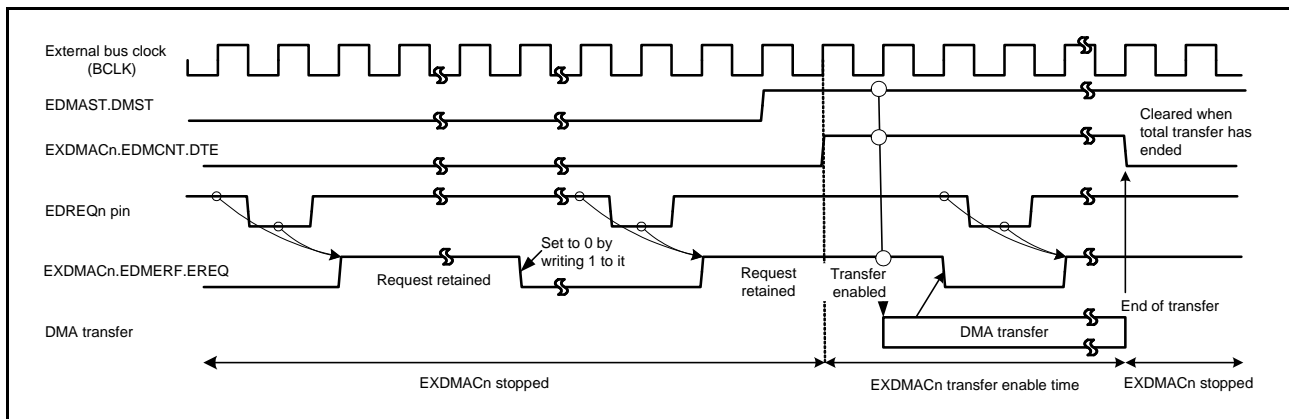 External bus clock
(BCLK)
EDMAST.DMST
Cleared when
total transfer has
ended
EXDMACn.EDMCNT.DTE
EDREQn pin
Set to 0 by
writing 1 to it
EXDMACn.EDMERF.EREQ
Request retained
Request
retained
Transfer
enabled
End of transfer
DMA transfer
DMA transfer
EXDMACn stopped
EXDMACn transfer enable time
EXDMACn stopped